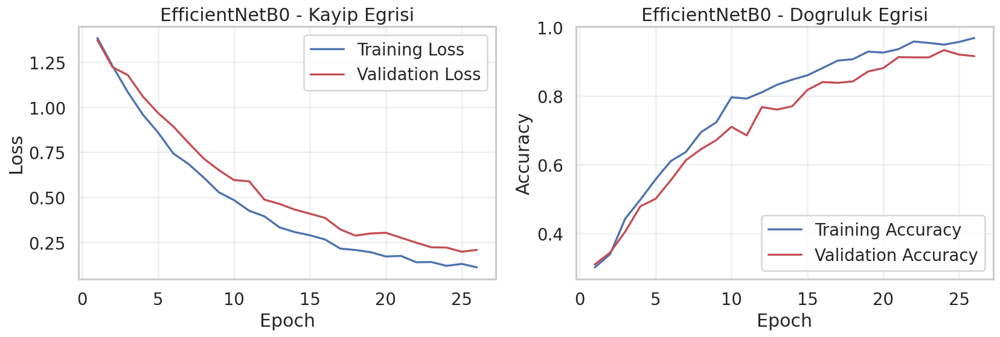 EfficientNetB0 - Kayip Egrisi
Loss
1.25
1.00
0.75
0.50
0.25
Training Loss
Validation Loss
0
5
10
15
20
25
Epoch
EfficientNetB0 - Dogruluk Egrisi
Accuracy
1.0
0.8
0.6
0.4
Training Accuracy
Validation Accuracy
0
5
10
15
20
25
Epoch